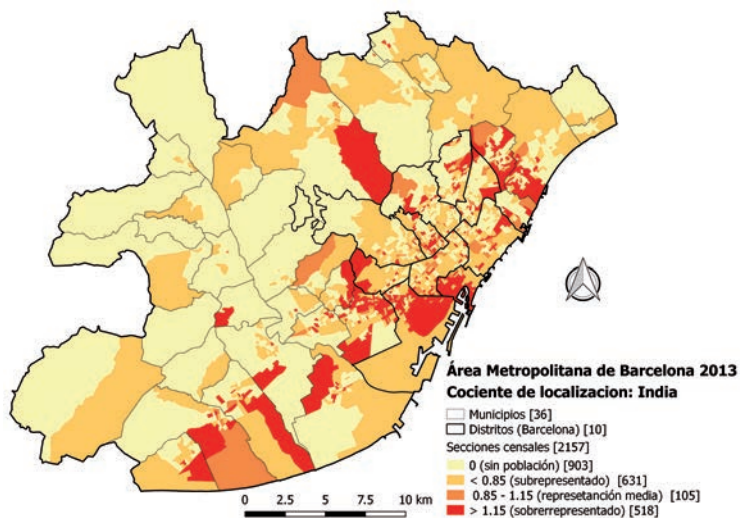 Área Metropolitana de Barcelona 2013
Cociente de localizacion: India
Municipios [36]
Distritos (Barcelona) [10]
Secciones censales [2157]
0 (sin población) [903]
< 0.85 (subrepresentado) [631]
0.85 - 1.15 (represetanción media) [105]
> 1.15 (sobrerrepresentado) [518]
0 2.5 5 7.5 10 km